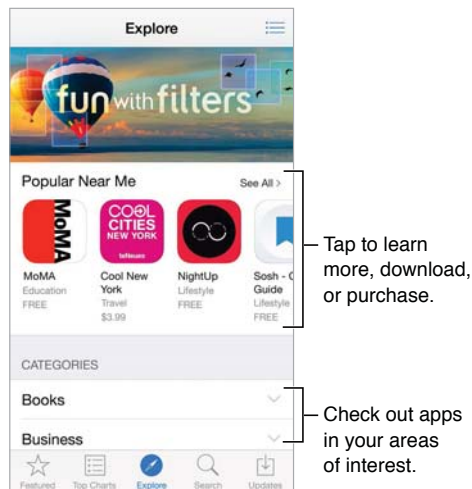 Explore
fun with filters
Popular Near Me See All >
MoMA
COOL
CITIES
NEW YORK
teNeues
MoMA
Education
FREE
Cool New
York
Travel
$3.99
NightUp
Lifestyle
FREE
Sosh - C
Guide
Lifestyle
FREE
Tap to learn
more, download,
or purchase.
CATEGORIES
Books
Business
Check out apps
in your areas
of interest.
Featured Top Charts Explore Search Updates